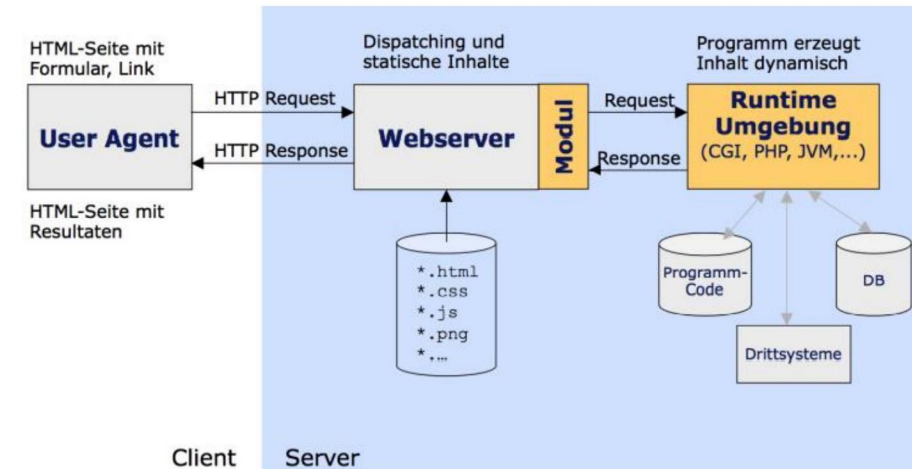 HTML-Seite mit
Formular, Link
User Agent
HTML-Seite mit
Resultaten
HTTP Request
HTTP Response
Dispatching und
statische Inhalte
Webserver
Modul
*.html
*.css
*.js
*.png
*.…
Request
Response
Programm erzeugt
Inhalt dynamisch
Runtime
Umgebung
(CGI, PHP, JVM,...)
Programm-
Code
DB
Drittsysteme
Client
Server